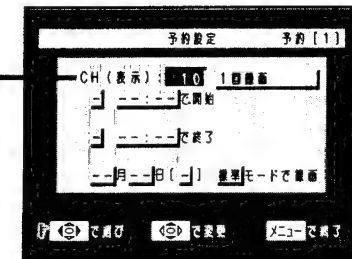 予約設定 予約[1]
CH(表示): 10 1回録画
- --:--で開始
- --:--で終了
--月--日[-] 標準モードで録画
で選び で変更 メニューで終了